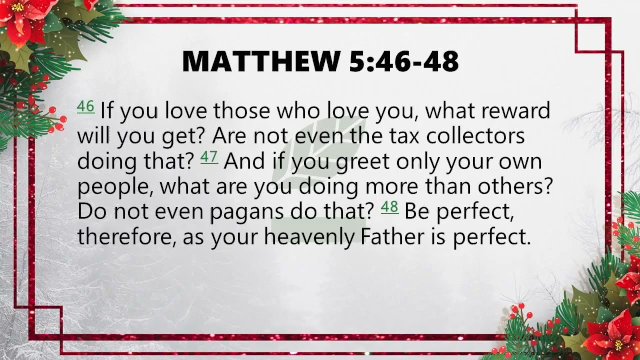 MATTHEW 5:46-48
46 If you love those who love you, what reward
will you get? Are not even the tax collectors
doing that? 47 And if you greet only your own
people, what are you doing more than others?
Do not even pagans do that? 48 Be perfect,
therefore, as your heavenly Father is perfect.